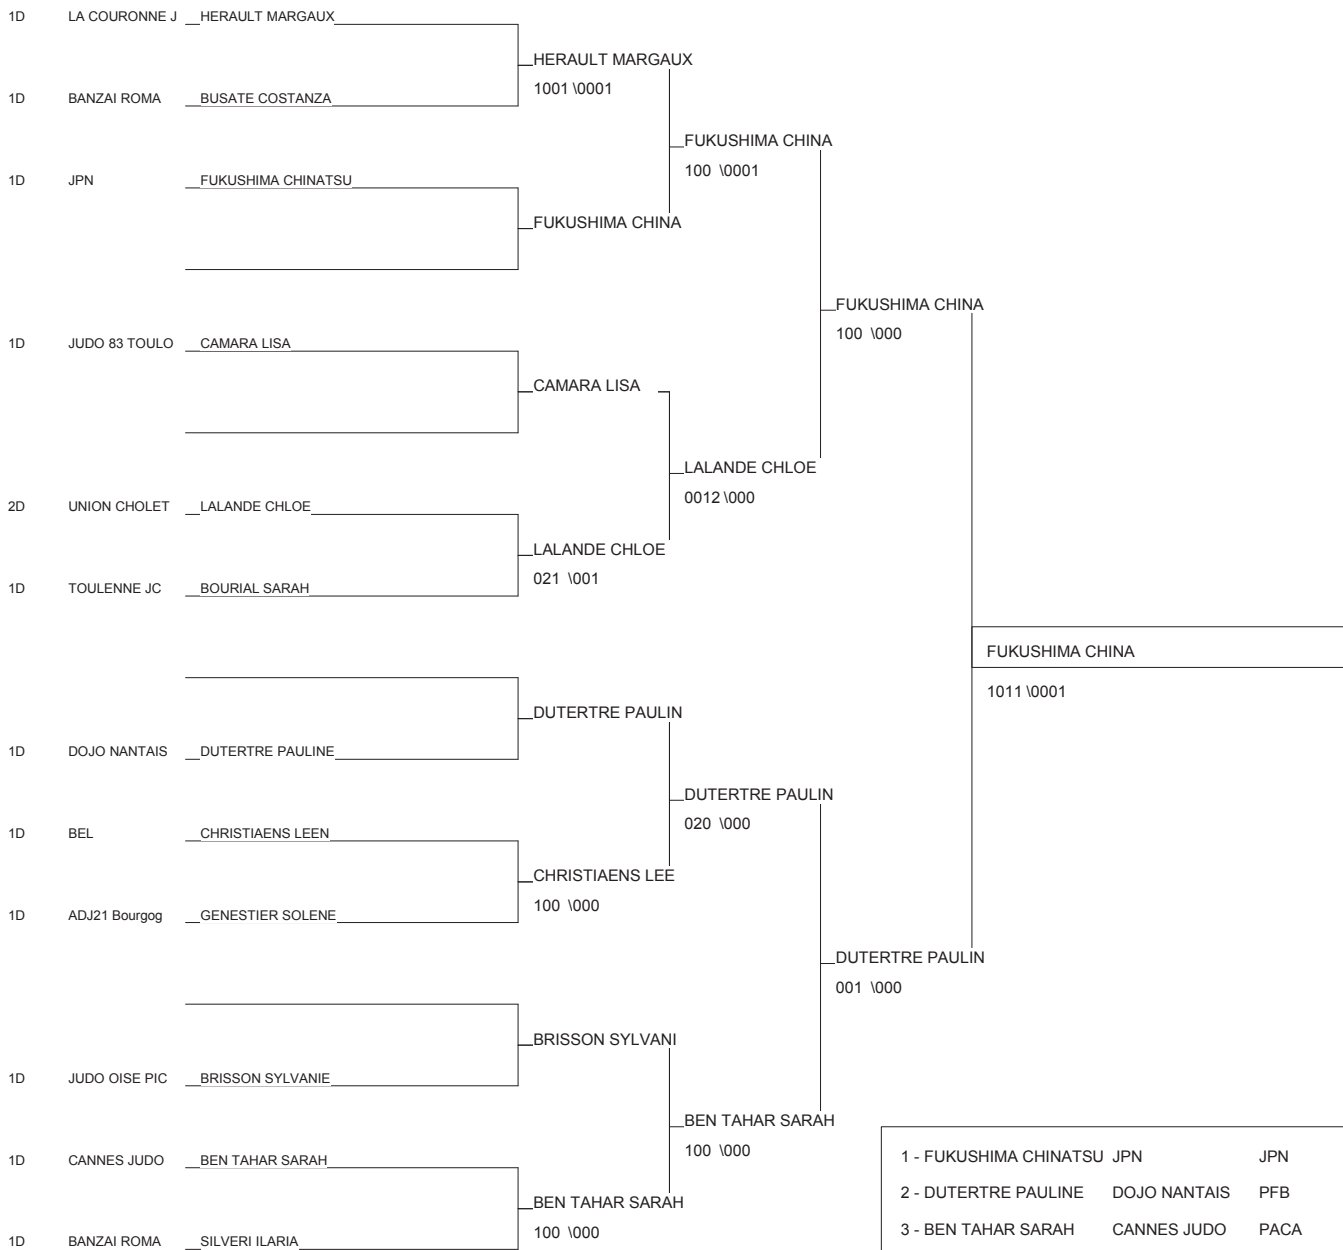 1D LA COURONNE J HERAULT MARGAUX
HERAULT MARGAUX
1001 \0001
1D BANZAI ROMA BUSATE COSTANZA
FUKUSHIMA CHINA
100 \0001
1D JPN FUKUSHIMA CHINATSU
FUKUSHIMA CHINA
FUKUSHIMA CHINA
100 \000
1D JUDO 83 TOULO CAMARA LISA
CAMARA LISA
LALANDE CHLOE
0012 \000
2D UNION CHOLET LALANDE CHLOE
LALANDE CHLOE
021 \001
1D TOULENNE JC BOURIAL SARAH
FUKUSHIMA CHINA
1011 \0001
DUTERTRE PAULIN
1D DOJO NANTAIS DUTERTRE PAULINE
DUTERTRE PAULIN
020 \000
1D BEL CHRISTIAENS LEEN
CHRISTIAENS LEE
100 \000
1D ADJ21 Bourgog GENESTIER SOLENE
DUTERTRE PAULIN
001 \000
BRISSON SYLVANI
1D JUDO OISE PIC BRISSON SYLVANIE
BEN TAHAR SARAH
100 \000
1D CANNES JUDO BEN TAHAR SARAH
BEN TAHAR SARAH
100 \000
1D BANZAI ROMA SILVERI ILARIA
1 - FUKUSHIMA CHINATSU JPN JPN
2 - DUTERTRE PAULINE DOJO NANTAIS PFB
3 - BEN TAHAR SARAH CANNES JUDO PACA